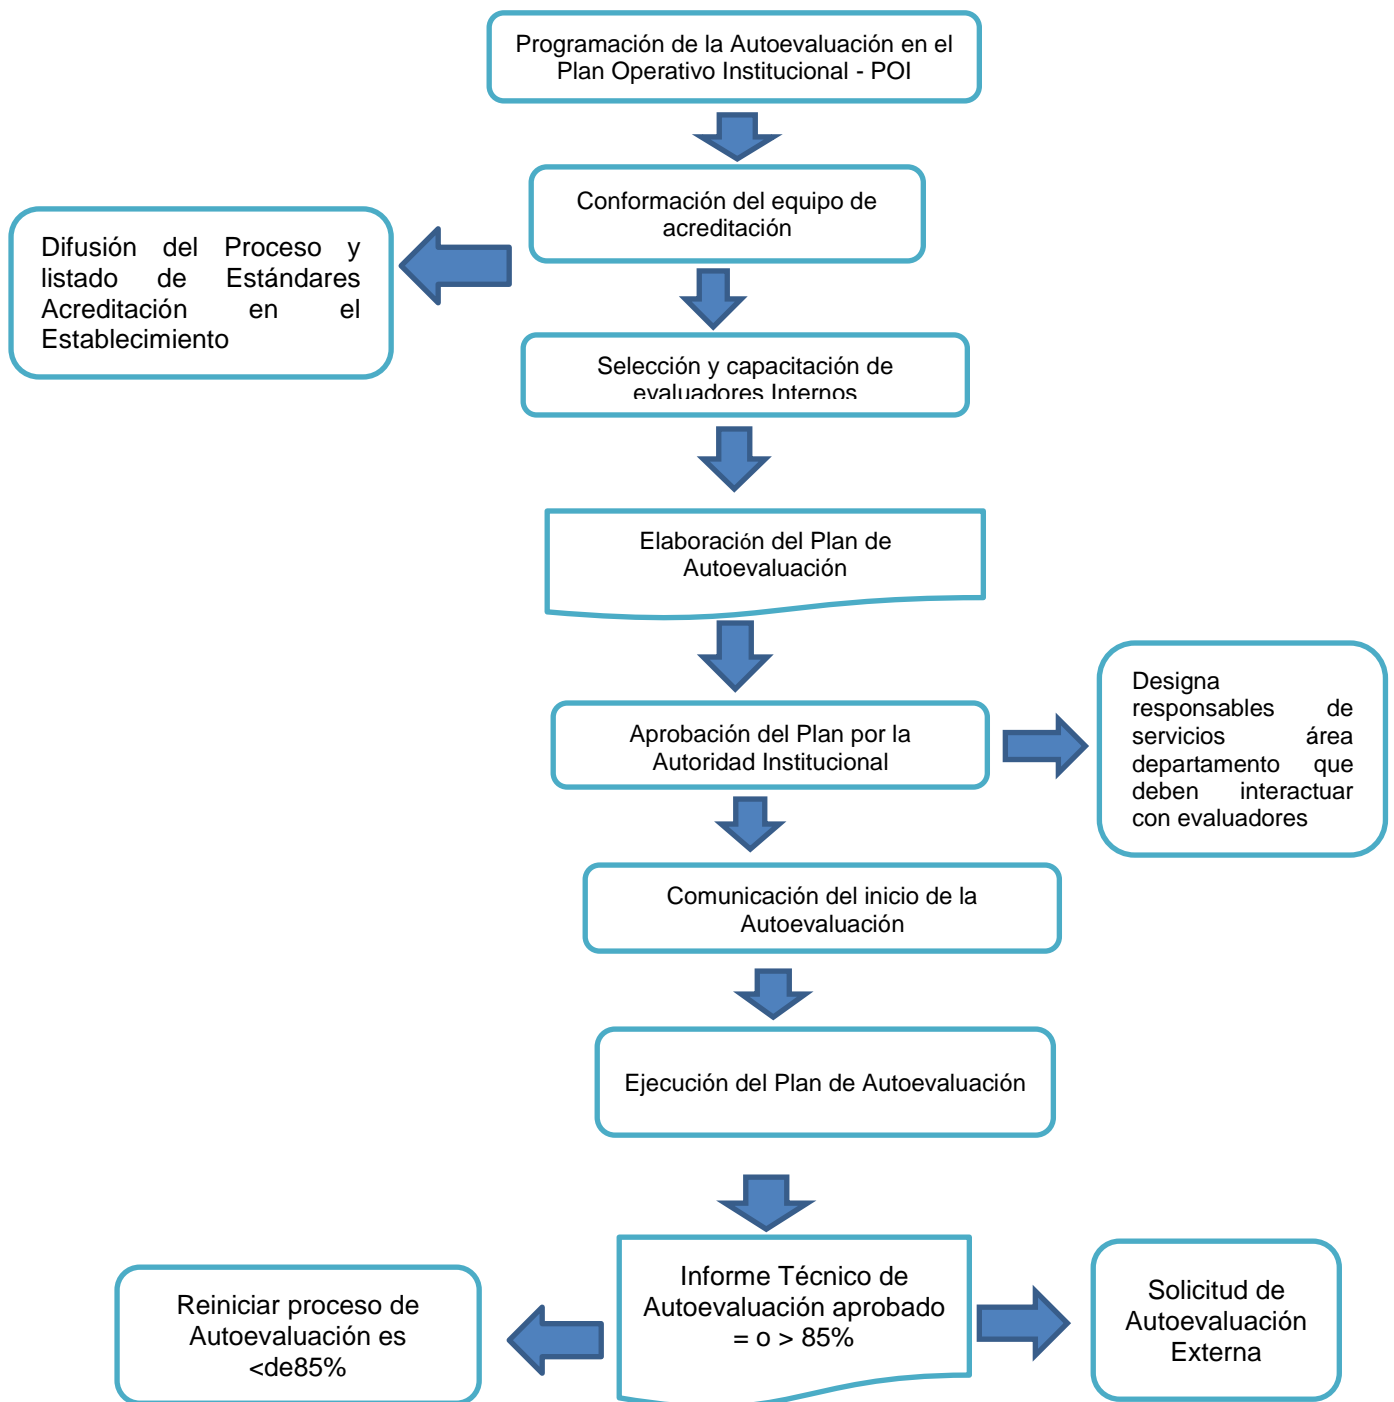 Programación de la Autoevaluación en el
Plan Operativo Institucional - POI
Conformación del equipo de
acreditación
Difusión del Proceso y
listado de Estándares
Acreditación en el
Establecimiento
Selección y capacitación de
evaluadores Internos
Elaboración del Plan de
Autoevaluación
Aprobación del Plan por la
Autoridad Institucional
Designa
responsables de
servicios área
departamento que
deben interactuar
con evaluadores
Comunicación del inicio de la
Autoevaluación
Ejecución del Plan de Autoevaluación
Informe Técnico de
Autoevaluación aprobado
= o > 85%
Reiniciar proceso de
Autoevaluación es
<de85%
Solicitud de
Autoevaluación
Externa